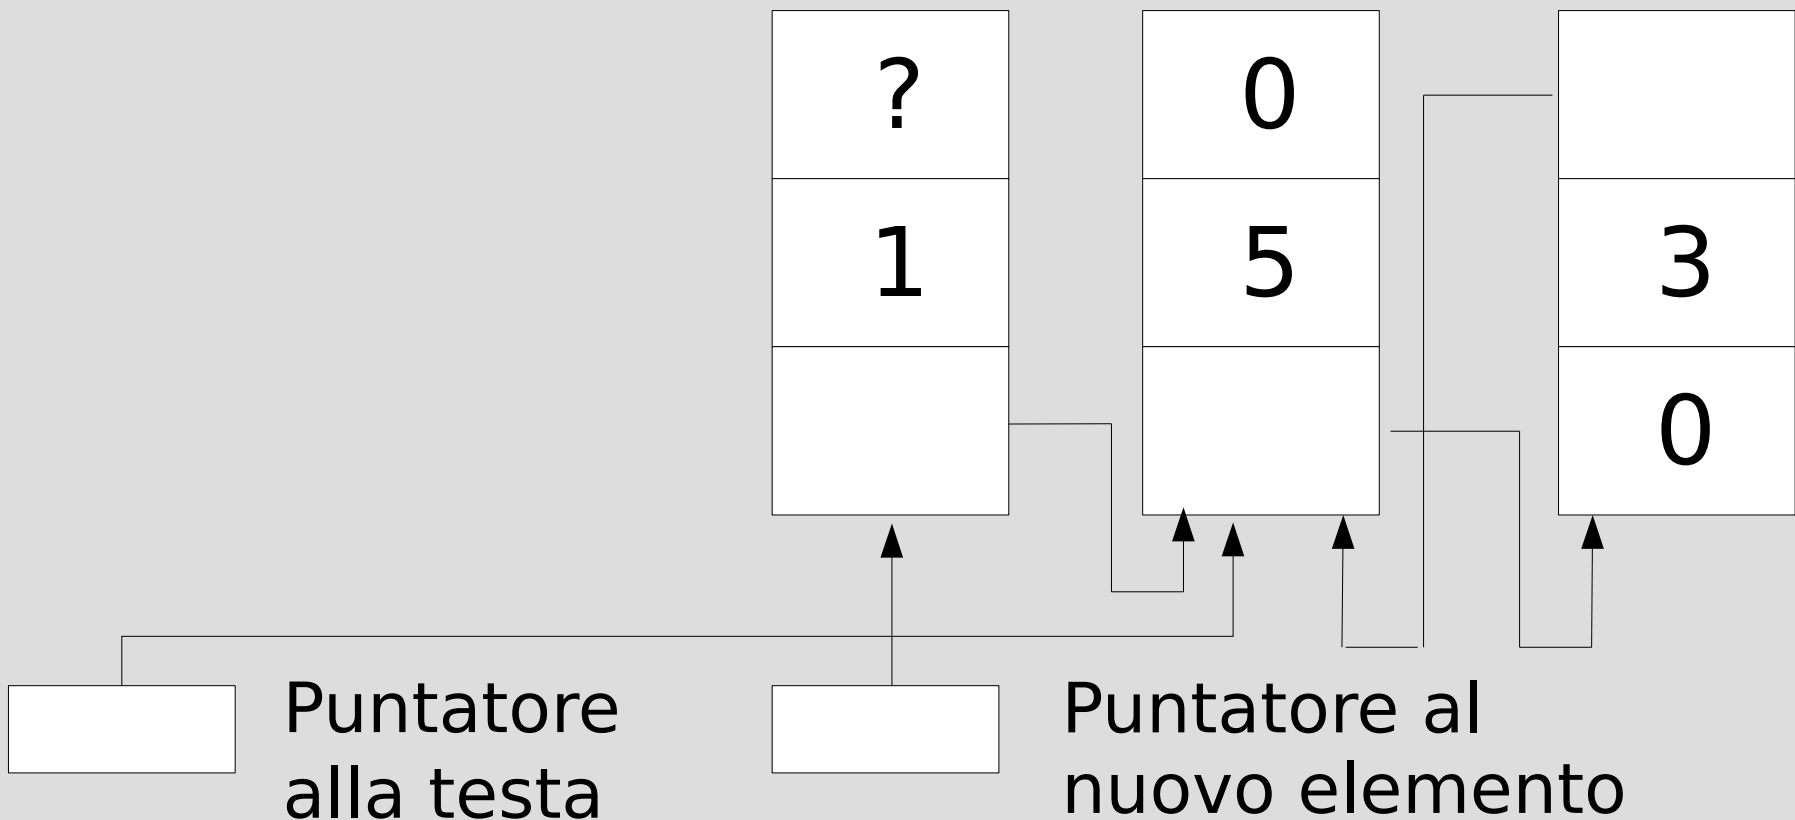 ? 0
1 5 3
0
Puntatore
alla testa
Puntatore al
nuovo elemento